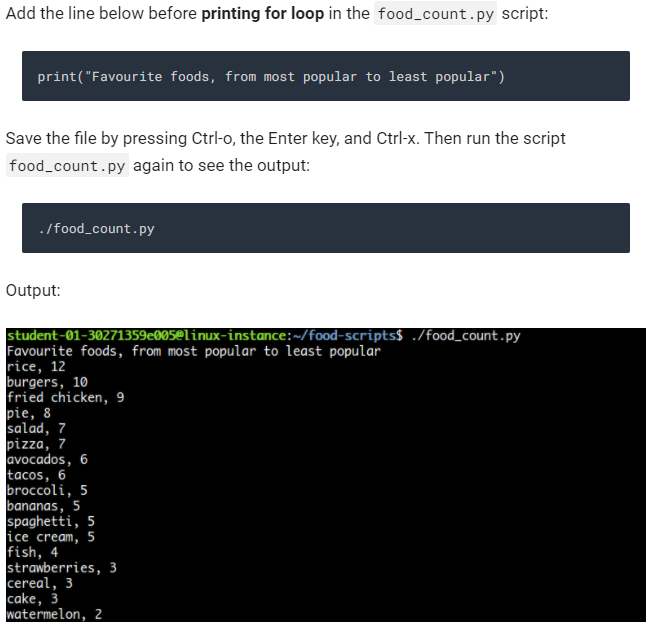 Add the line below before printing for loop in the food_count.py script:
print("Favourite foods, from most popular to least popular")
Save the file by pressing Ctrl-o, the Enter key, and Ctrl-x. Then run the script
food_count.py again to see the output:
./food_count.py
Output:
student-01-30271359e005@linux-instance:~/food-scripts$ ./food_count.py
Favourite foods, from most popular to least popular
rice, 12
burgers, 10
fried chicken, 9
pie, 8
salad, 7
pizza, 7
avocados, 6
tacos, 6
broccoli, 5
bananas, 5
spaghetti, 5
ice cream, 5
fish, 4
strawberries, 3
cereal, 3
cake, 3
watermelon, 2